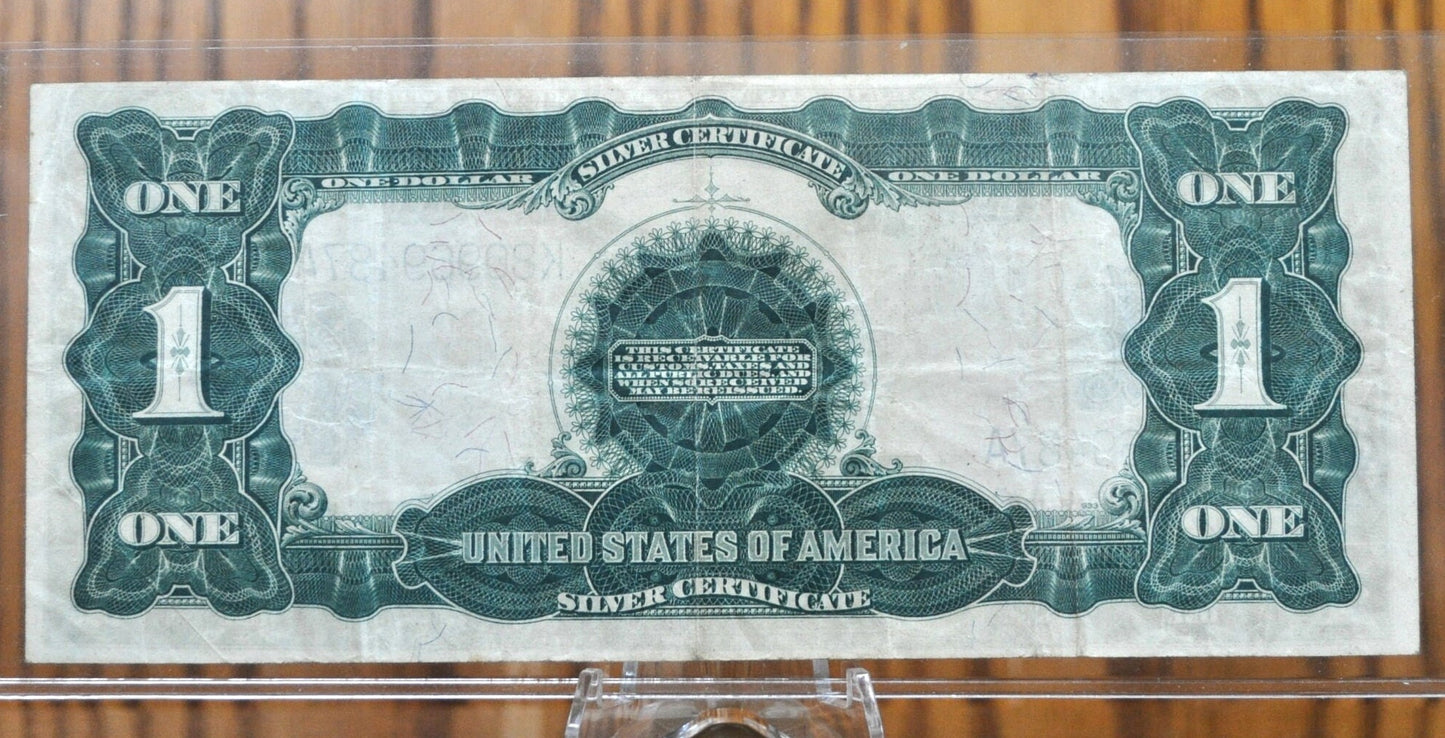 SILVER CERTIFICATE
ONE DOLLAR
ONE DOLLAR
ONE
ONE
1
1
THIS CERTIFICATE
IS RECEIVABLE FOR
CUSTOMS, TAXES AND
ALL PUBLIC DUES, AND
WHEN SO RECEIVED
MAY BE REISSUED
933
ONE
ONE
UNITED STATES OF AMERICA
SILVER CERTIFICATE